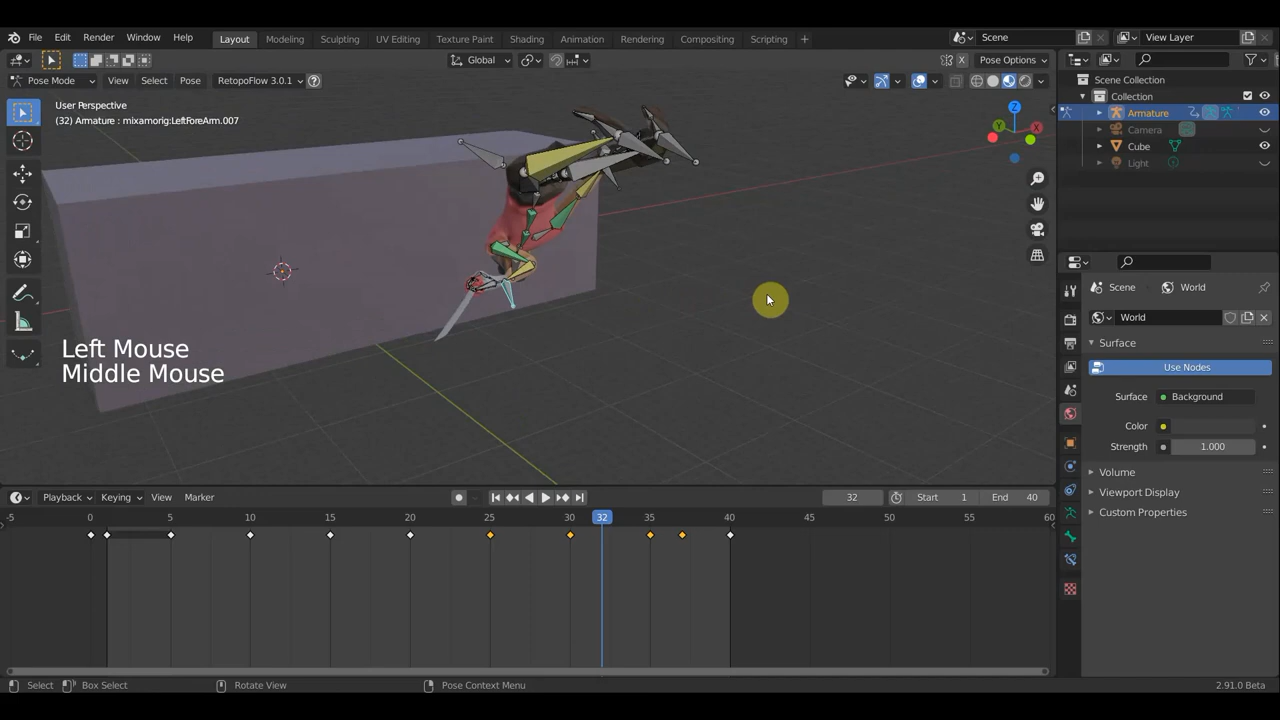 File Edit Render Window Help Layout Modeling Sculpting UV Editing Texture Paint Shading Animation Rendering Compositing Scripting + Scene View Layer
Global Pose Options
Pose Mode View Select Pose RetopoFlow 3.0.1 ?
Scene Collection
Collection
Armature
Camera
Cube
Light
User Perspective
(32) Armature : mixamorig:LeftForeArm.007
Z
Y
X
Left Mouse
Middle Mouse
Scene World
World
Surface
Use Nodes
Surface Background
Color
Strength 1.000
Volume
Viewport Display
Custom Properties
Playback Keying View Marker 32 Start 1 End 40
-5 0 5 10 15 20 25 30 32 35 40 45 50 55 60
Select Box Select Rotate View Pose Context Menu 2.91.0 Beta